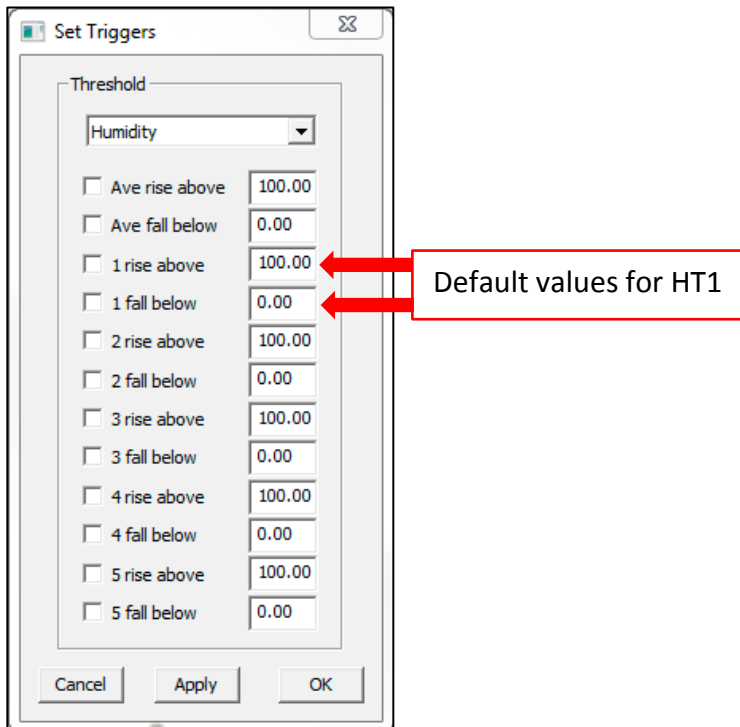 Set Triggers
Threshold
Humidity
Ave rise above 100.00
Ave fall below 0.00
1 rise above 100.00
Default values for HT1
1 fall below 0.00
2 rise above 100.00
2 fall below 0.00
3 rise above 100.00
3 fall below 0.00
4 rise above 100.00
4 fall below 0.00
5 rise above 100.00
5 fall below 0.00
Cancel Apply OK